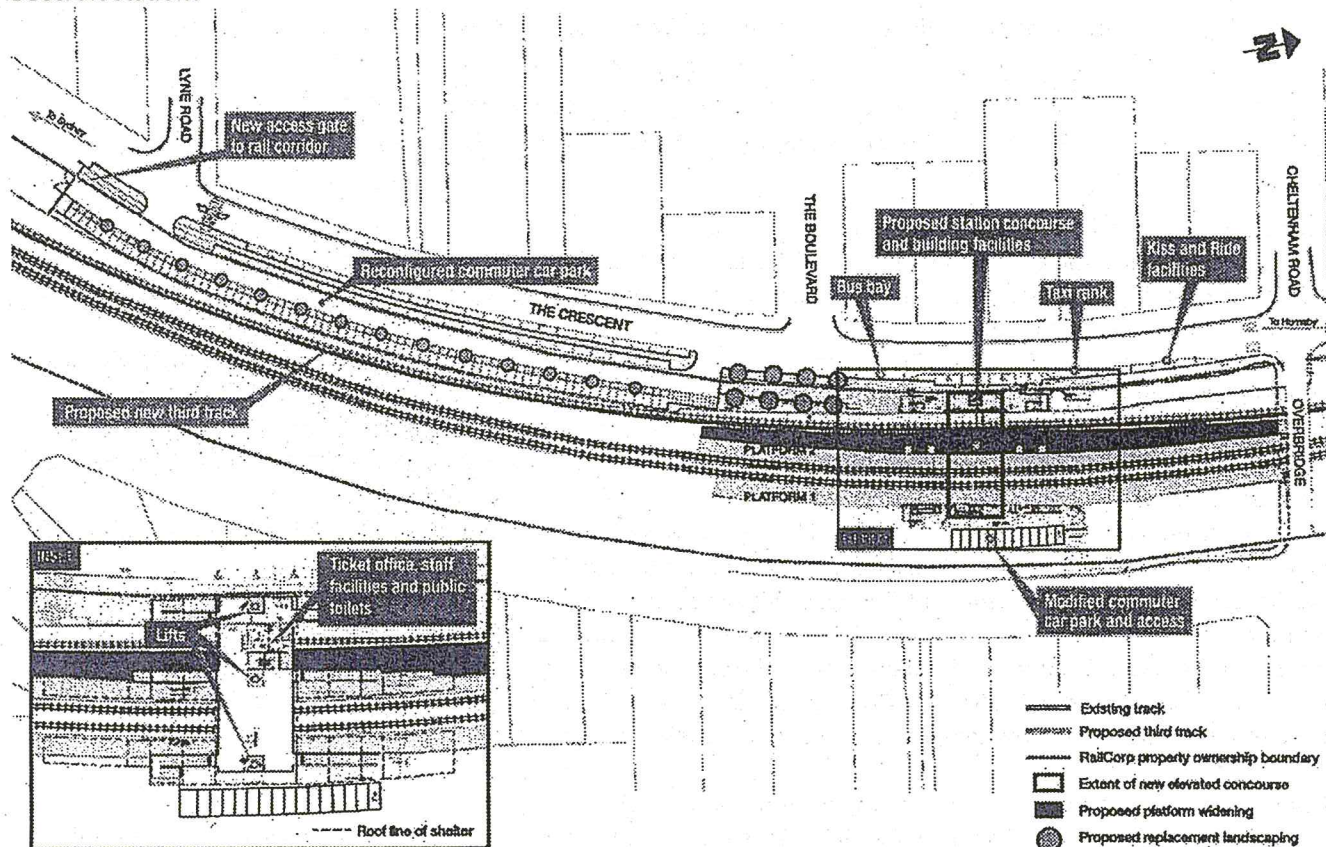 N
LYNE ROAD
To Sydney
New access gate
to rail corridor
Reconfigured commuter car park
THE CRESCENT
THE BOULEVARD
Proposed station concourse
and building facilities
Bus bay
Taxi rank
Kiss and Ride
facilities
CHELTENHAM ROAD
To Hornsby
OVERBRIDGE
Proposed new third track
PLATFORM 2
PLATFORM 1
Modified commuter
car park and access
Ticket office, staff
facilities and public
toilets
Lifts
Roof line of shelter
Existing track
Proposed third track
RailCorp property ownership boundary
Extent of new elevated concourse
Proposed platform widening
Proposed replacement landscaping